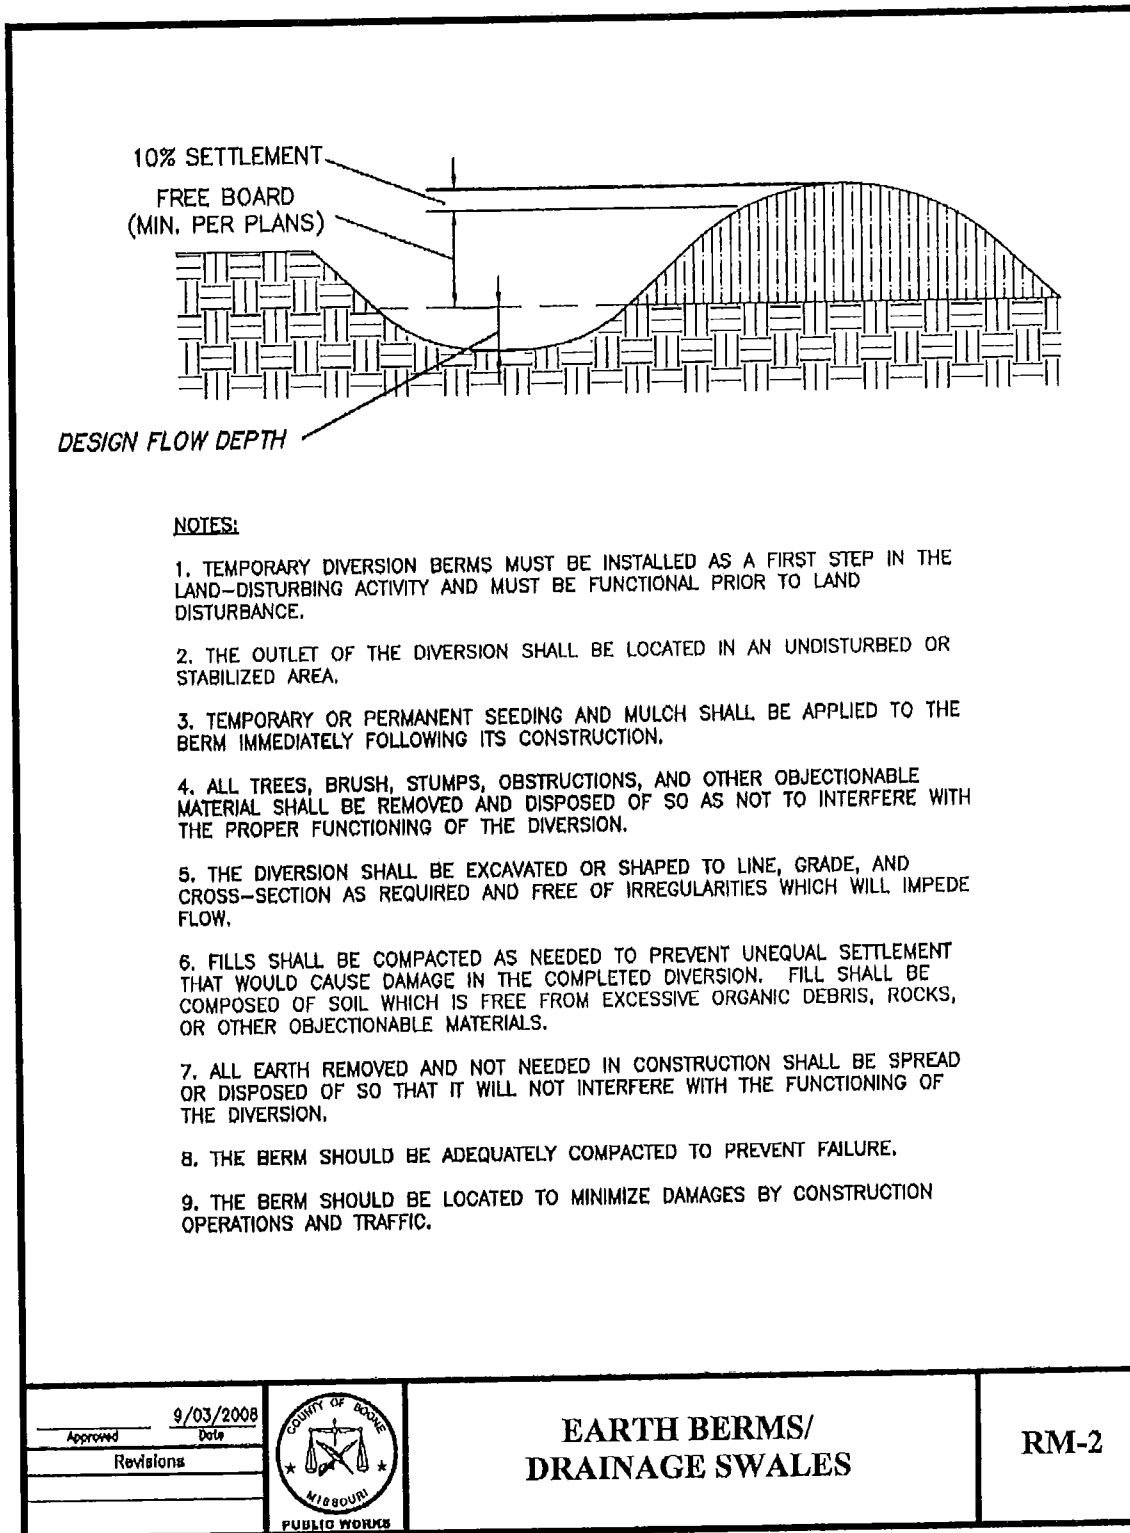 10% SETTLEMENT
FREE BOARD
(MIN. PER PLANS)
DESIGN FLOW DEPTH
NOTES:
1. TEMPORARY DIVERSION BERMS MUST BE INSTALLED AS A FIRST STEP IN THE
LAND-DISTURBING ACTIVITY AND MUST BE FUNCTIONAL PRIOR TO LAND
DISTURBANCE.
2. THE OUTLET OF THE DIVERSION SHALL BE LOCATED IN AN UNDISTURBED OR
STABILIZED AREA.
3. TEMPORARY OR PERMANENT SEEDING AND MULCH SHALL BE APPLIED TO THE
BERM IMMEDIATELY FOLLOWING ITS CONSTRUCTION.
4. ALL TREES, BRUSH, STUMPS, OBSTRUCTIONS, AND OTHER OBJECTIONABLE
MATERIAL SHALL BE REMOVED AND DISPOSED OF SO AS NOT TO INTERFERE WITH
THE PROPER FUNCTIONING OF THE DIVERSION.
5. THE DIVERSION SHALL BE EXCAVATED OR SHAPED TO LINE, GRADE, AND
CROSS-SECTION AS REQUIRED AND FREE OF IRREGULARITIES WHICH WILL IMPEDE
FLOW.
6. FILLS SHALL BE COMPACTED AS NEEDED TO PREVENT UNEQUAL SETTLEMENT
THAT WOULD CAUSE DAMAGE IN THE COMPLETED DIVERSION. FILL SHALL BE
COMPOSED OF SOIL WHICH IS FREE FROM EXCESSIVE ORGANIC DEBRIS, ROCKS,
OR OTHER OBJECTIONABLE MATERIALS.
7. ALL EARTH REMOVED AND NOT NEEDED IN CONSTRUCTION SHALL BE SPREAD
OR DISPOSED OF SO THAT IT WILL NOT INTERFERE WITH THE FUNCTIONING OF
THE DIVERSION.
8. THE BERM SHOULD BE ADEQUATELY COMPACTED TO PREVENT FAILURE.
9. THE BERM SHOULD BE LOCATED TO MINIMIZE DAMAGES BY CONSTRUCTION
OPERATIONS AND TRAFFIC.
9/03/2008
Approved Date
Revisions
COUNTY OF BOONE
MISSOURI
PUBLIC WORKS
EARTH BERMS/
DRAINAGE SWALES
RM-2